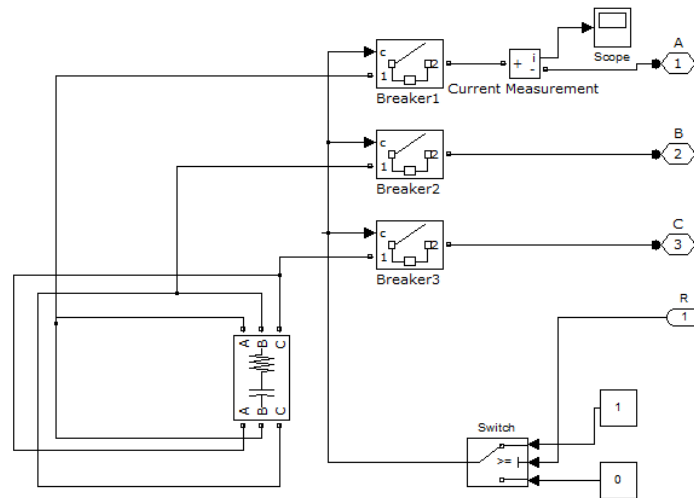 A
Scope
c
1
2
+
i
-
1
Breaker1
Current Measurement
B
c
1
2
2
Breaker2
C
c
1
2
3
Breaker3
R
1
A B C
A B C
Switch
>=
1
0